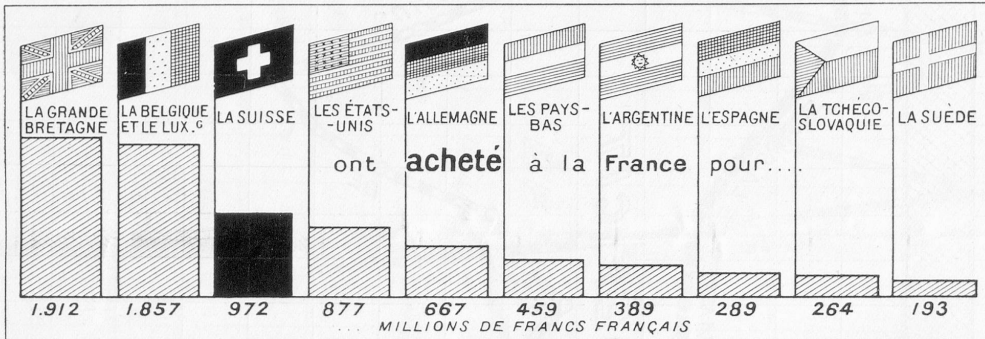 LA GRANDE BRETAGNE
LA BELGIQUE ET LE LUX.G
LA SUISSE
LES ÉTATS--UNIS
L'ALLEMAGNE
LES PAYS-BAS
L'ARGENTINE
L'ESPAGNE
LA TCHÉCO-SLOVAQUIE
LA SUÈDE
ont acheté à la France pour....
1.912 1.857 972 877 667 459 389 289 264 193
... MILLIONS DE FRANCS FRANÇAIS